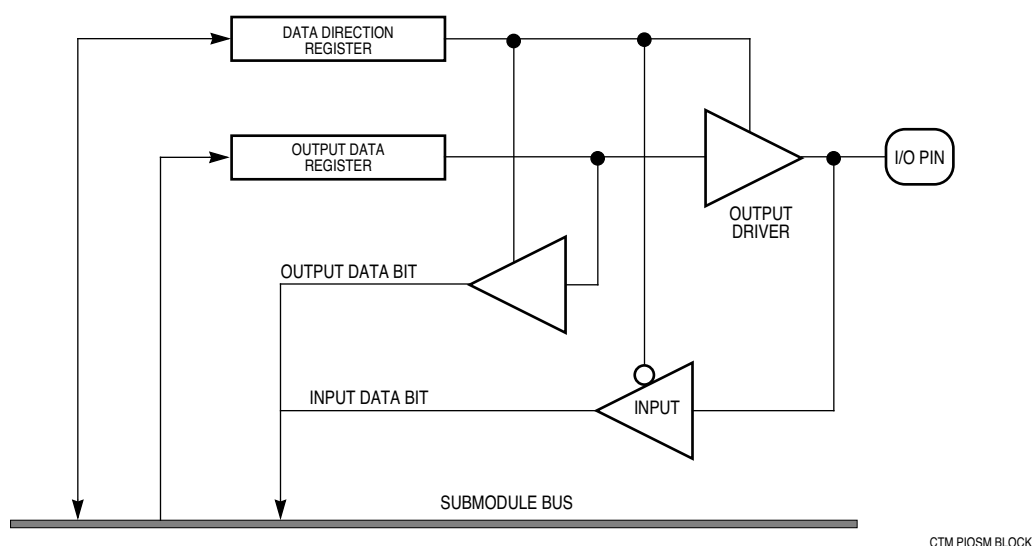 DATA DIRECTION
REGISTER
OUTPUT DATA
REGISTER
I/O PIN
OUTPUT
DRIVER
OUTPUT DATA BIT
INPUT DATA BIT
INPUT
SUBMODULE BUS
CTM PIOSM BLOCK